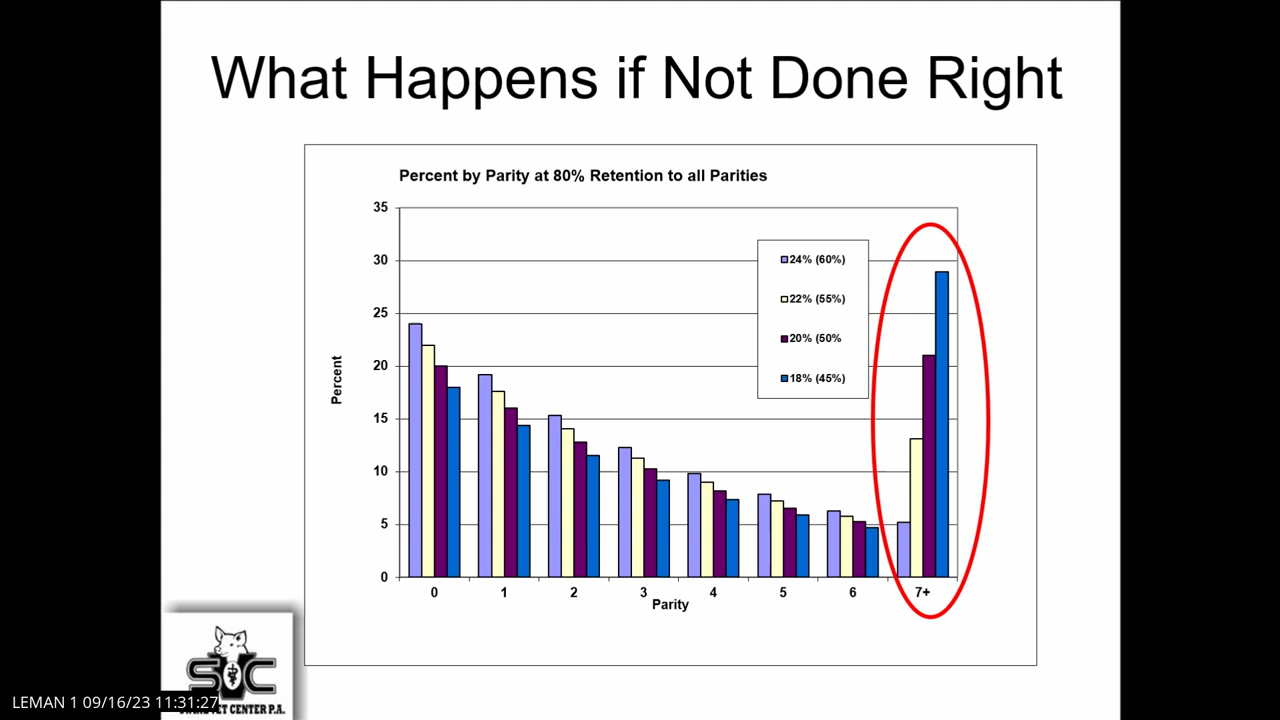 What Happens if Not Done Right
Percent by Parity at 80% Retention to all Parities
35
30
25
20
15
10
5
0
Percent
24% (60%)
22% (55%)
20% (50%
18% (45%)
0 1 2 3 4 5 6 7+
Parity
SVC
VET CENTER P.A.
LEMAN 1 09/16/23 11:31:27